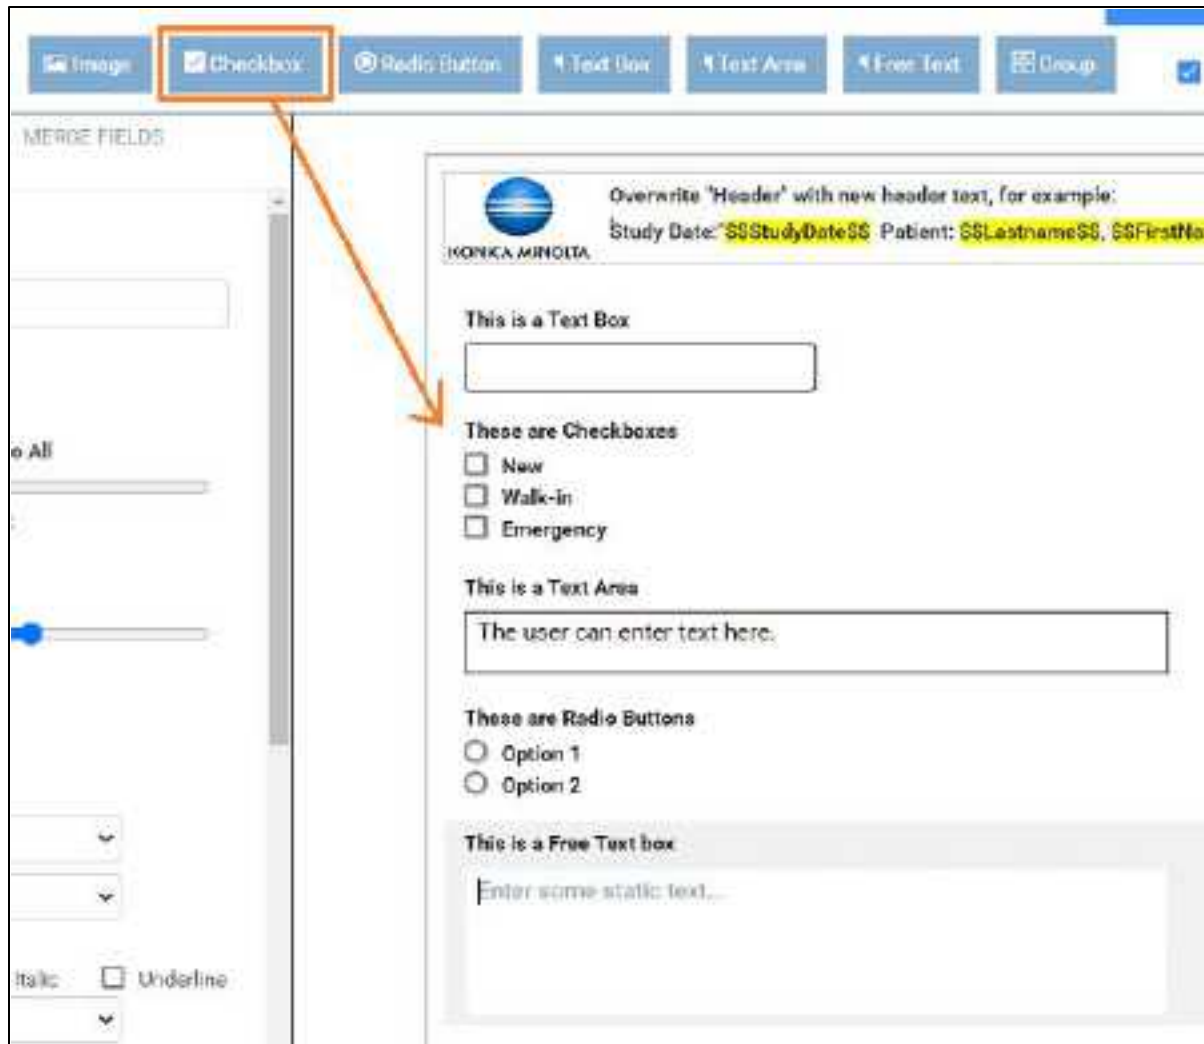 Image Checkbox Radio Button ¶ Text Box ¶ Text Area ¶ Free Text Group
MERGE FIELDS
Overwrite "Header" with new header text, for example:
Study Date:"$$StudyDate$$ Patient: $$Lastname$$, $$FirstNa
KONICA MINOLTA
This is a Text Box
These are Checkboxes
o All
New
Walk-in
Emergency
This is a Text Area
The user can enter text here.
These are Radio Buttons
Option 1
Option 2
This is a Free Text box
Enter some static text...
Italic Underline